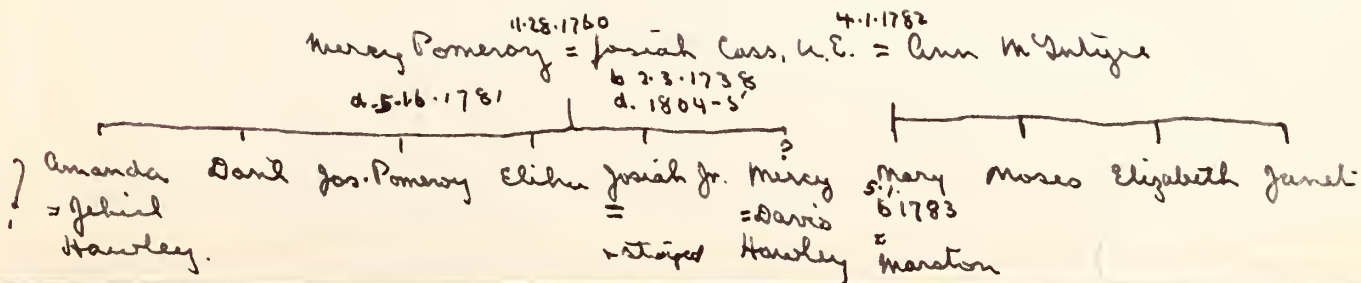 11.28.1760 4.1.1782
Mercy Pomeroy = Josiah Cass, U.E. = Ann McIntyre
d. 5.16.1781 b 2.3.1738
d. 1804-5
?
? Amanda Danil Jos. Pomeroy Elihu Josiah Jr. Mercy Mary Moses Elizabeth Janet
= Jehiel = = Davis 5.1. b 1783
Hawley. Hawley = Marston